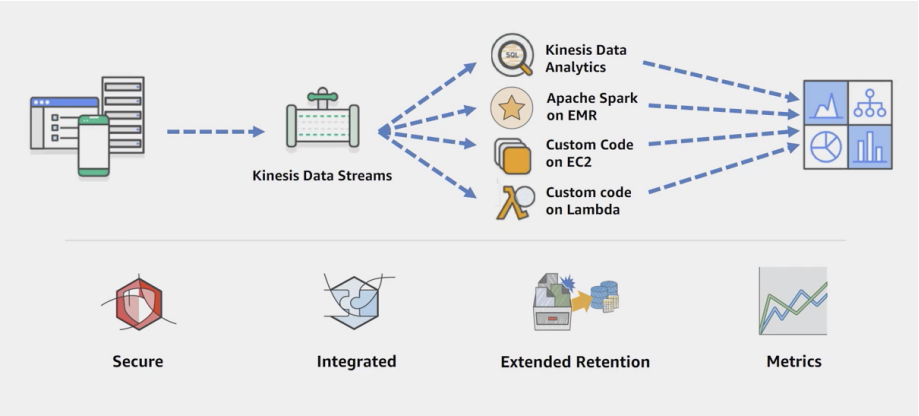 SQL
Kinesis Data
Analytics
Apache Spark
on EMR
Custom Code
on EC2
Custom code
on Lambda
Kinesis Data Streams
Secure
Integrated
Extended Retention
Metrics